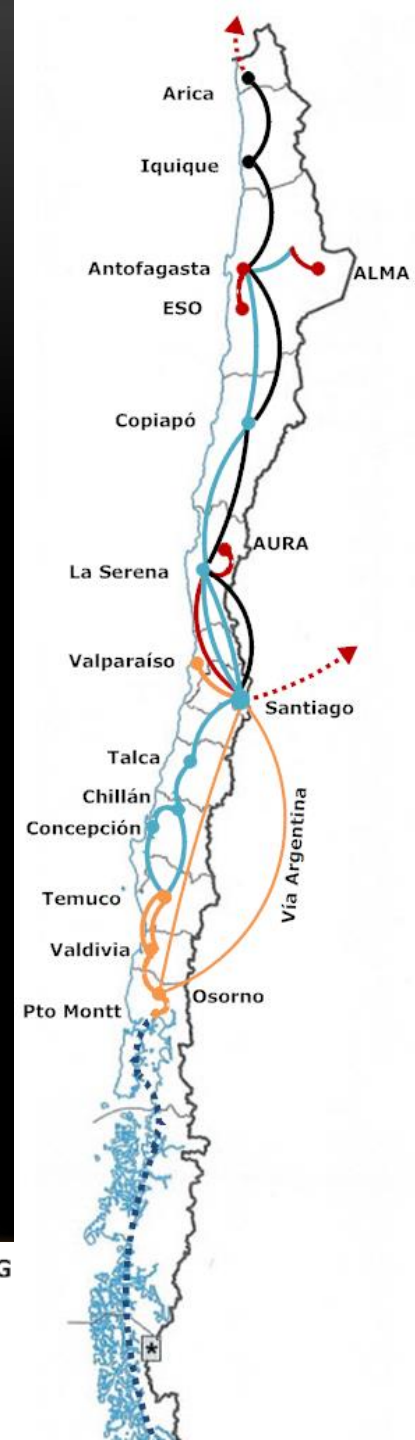 Arica
Iquique
Antofagasta
ALMA
ESO
Copiapó
AURA
La Serena
Valparaíso
Santiago
Talca
Chillán
Concepción
Vía Argentina
Temuco
Valdivia
Osorno
Pto Montt
G
*